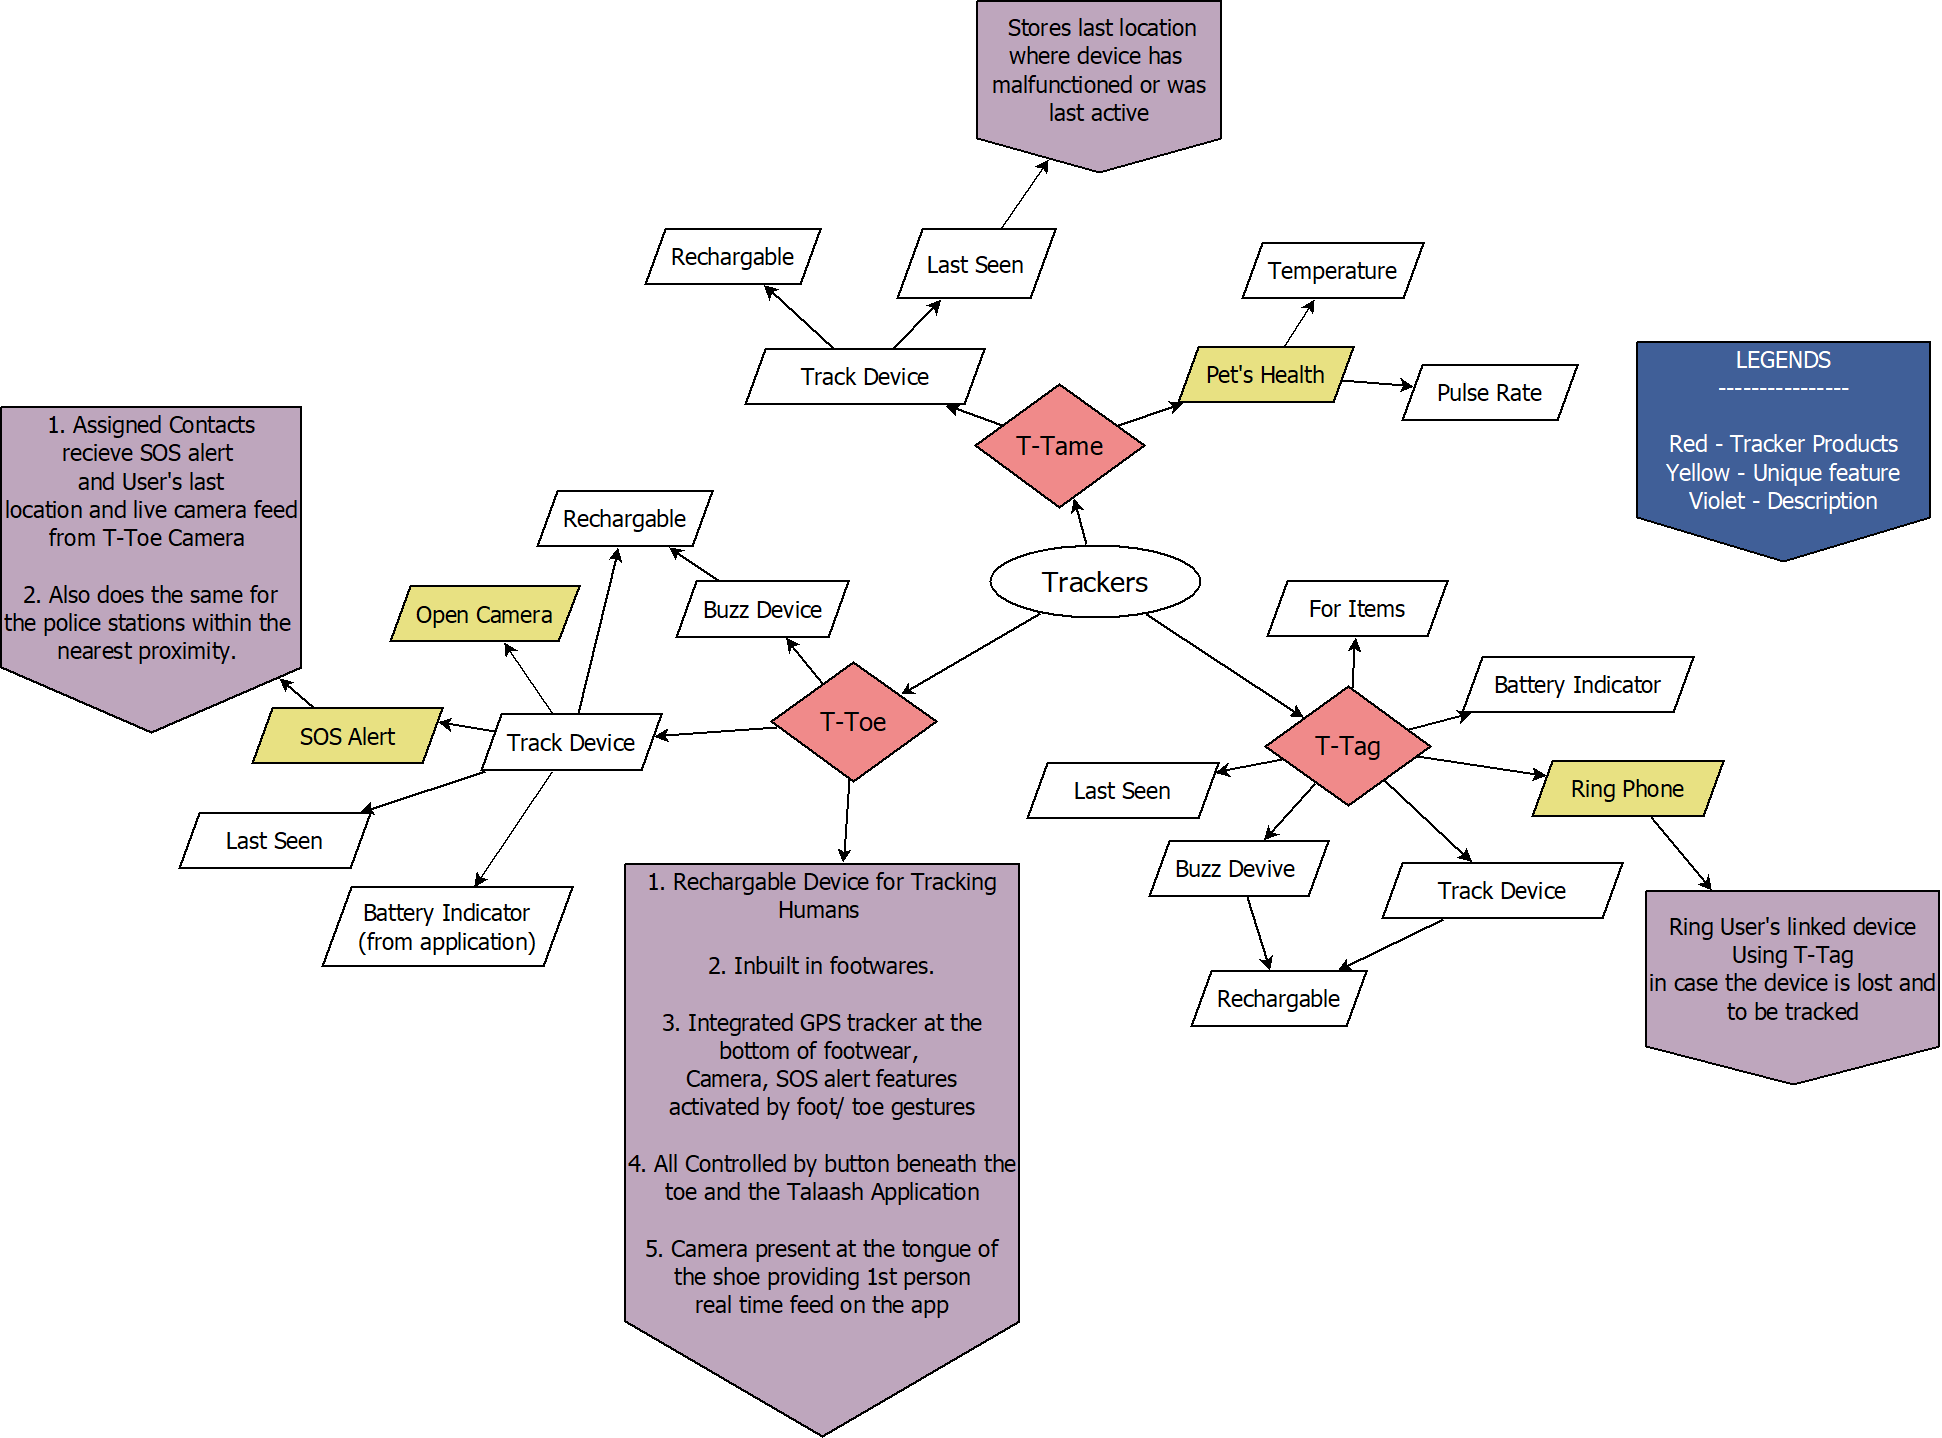 Stores last location
where device has
malfunctioned or was
last active
Rechargable
Last Seen
Temperature
Track Device
Pet's Health
Pulse Rate
T-Tame
LEGENDS
----------------
Red - Tracker Products
Yellow - Unique feature
Violet - Description
1. Assigned Contacts
recieve SOS alert
and User's last
location and live camera feed
from T-Toe Camera
2. Also does the same for
the police stations within the
nearest proximity.
Rechargable
Trackers
Open Camera
Buzz Device
For Items
SOS Alert
Track Device
T-Toe
T-Tag
Battery Indicator
Last Seen
Last Seen
Ring Phone
Buzz Devive
Track Device
Battery Indicator
(from application)
Rechargable
Ring User's linked device
Using T-Tag
in case the device is lost and
to be tracked
1. Rechargable Device for Tracking
Humans
2. Inbuilt in footwares.
3. Integrated GPS tracker at the
bottom of footwear,
Camera, SOS alert features
activated by foot/ toe gestures
4. All Controlled by button beneath the
toe and the Talaash Application
5. Camera present at the tongue of
the shoe providing 1st person
real time feed on the app